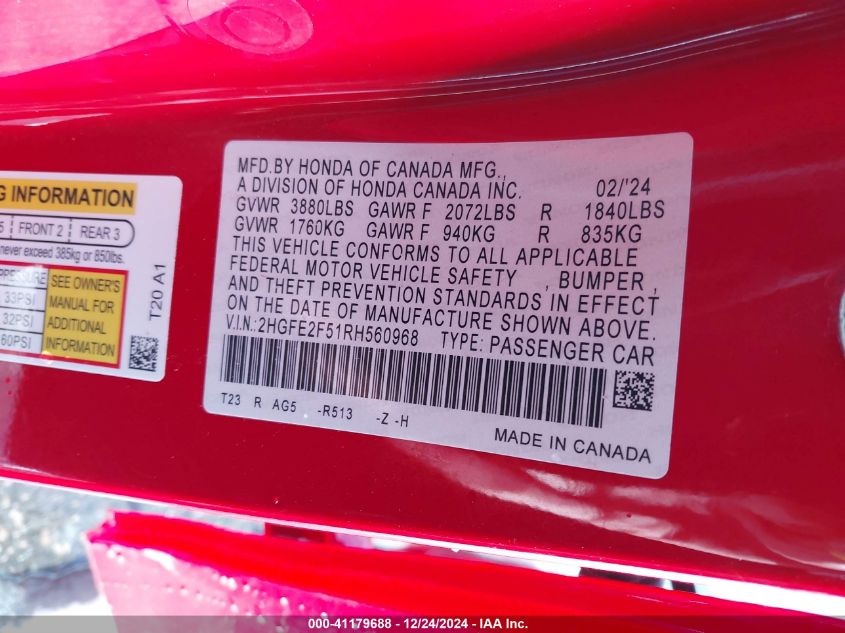 G INFORMATION
5 FRONT 2 REAR 3
never exceed 385kg or 850lbs.
PRESSURE SEE OWNER'S
33PSI MANUAL FOR
32PSI ADDITIONAL
60PSI INFORMATION
T20 A1
MFD.BY HONDA OF CANADA MFG.,
A DIVISION OF HONDA CANADA INC. 02/'24
GVWR 3880LBS GAWR F 2072LBS R 1840LBS
GVWR 1760KG GAWR F 940KG R 835KG
THIS VEHICLE CONFORMS TO ALL APPLICABLE
FEDERAL MOTOR VEHICLE SAFETY , BUMPER ,
AND THEFT PREVENTION STANDARDS IN EFFECT
ON THE DATE OF MANUFACTURE SHOWN ABOVE.
V.I.N.:2HGFE2F51RH560968 TYPE: PASSENGER CAR
T23 R AG5 -R513 -Z -H
MADE IN CANADA
000-41179688 - 12/24/2024 - IAA Inc.